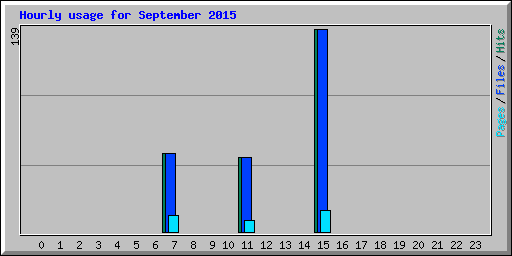 Hourly usage for September 2015
139
Pages/Files/Hits
0 1 2 3 4 5 6 7 8 9 10 11 12 13 14 15 16 17 18 19 20 21 22 23